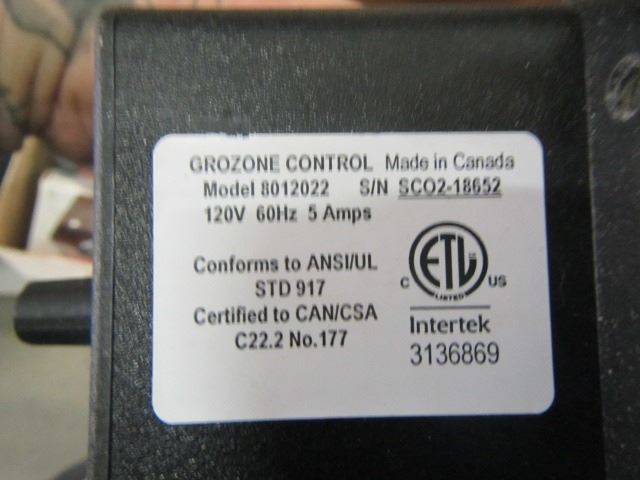 GROZONE CONTROL Made in Canada
Model 8012022 S/N SCO2-18652
120V 60Hz 5 Amps
Conforms to ANSI/UL
STD 917
Certified to CAN/CSA
C22.2 No.177
ETL
C US
LISTED
Intertek
3136869